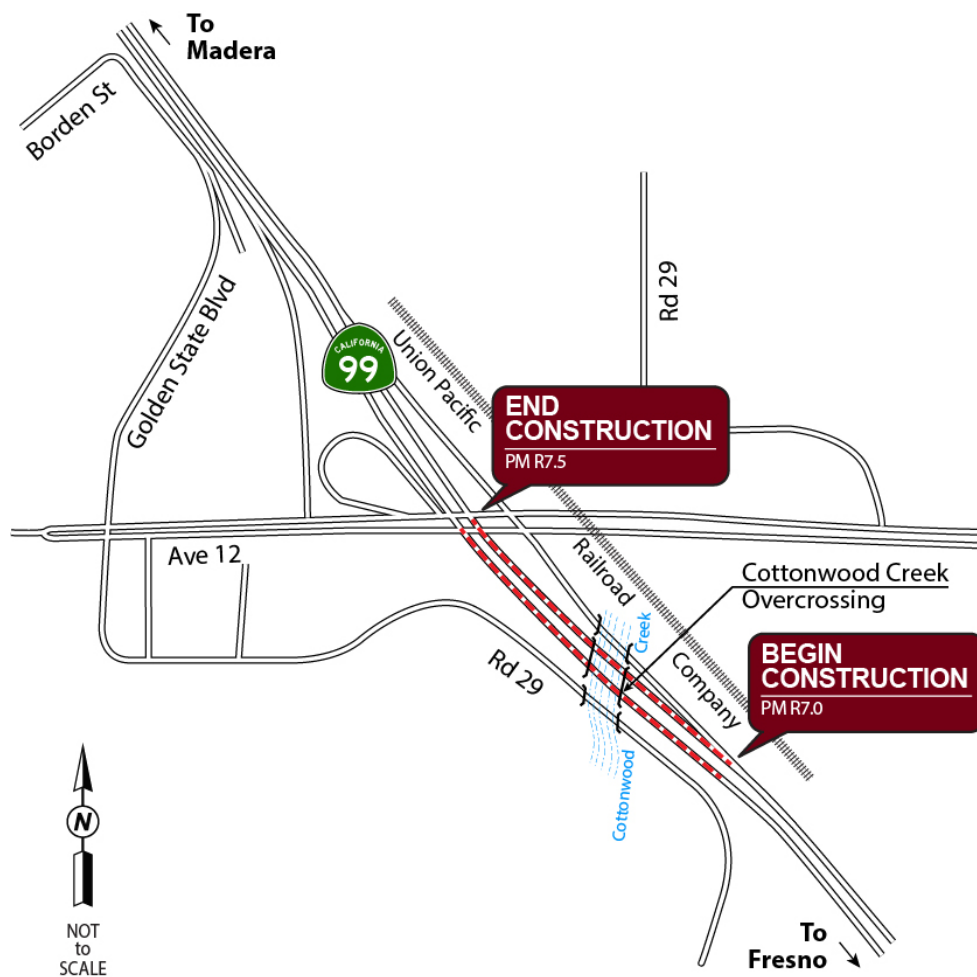 To
Madera
Borden St
Golden State Blvd
Rd 29
CALIFORNIA
99
Union Pacific
END
CONSTRUCTION
PM R7.5
Ave 12
Railroad
Cottonwood Creek
Overcrossing
Creek
Rd 29
Company
BEGIN
CONSTRUCTION
PM R7.0
Cottonwood
N
NOT
to
SCALE
To
Fresno